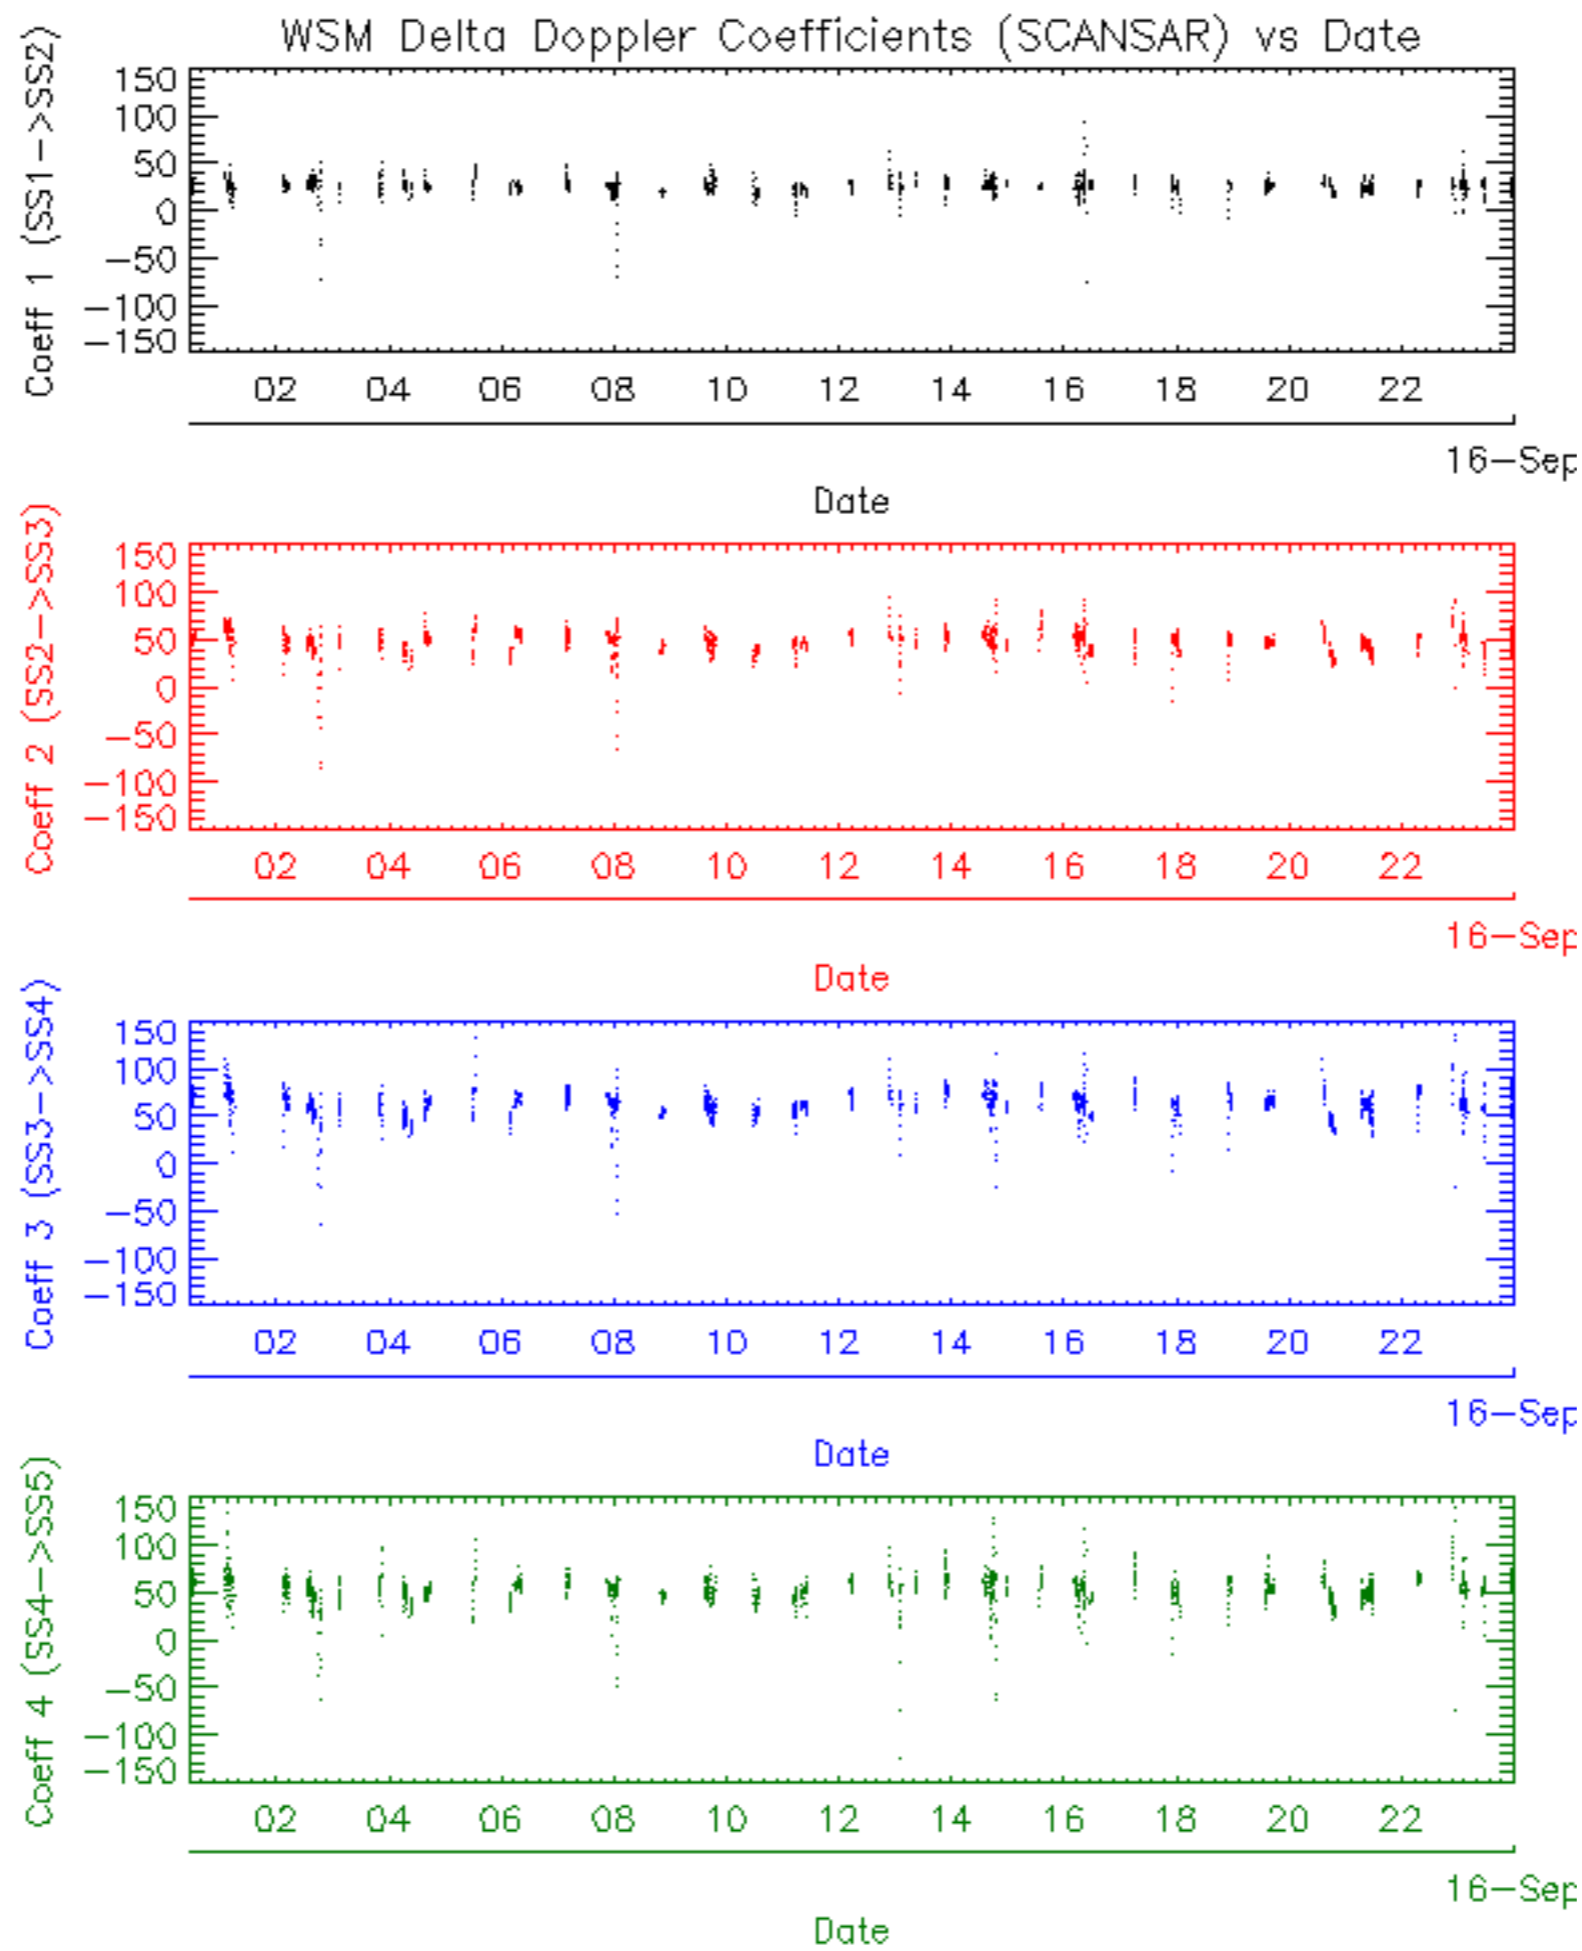 WSM Delta Doppler Coefficients (SCANSAR) vs Date
Coeff 1 (SS1->SS2)
150
100
50
0
-50
-100
-150
02 04 06 08 10 12 14 16 18 20 22
16-Sep
Date
Coeff 2 (SS2->SS3)
150
100
50
0
-50
-100
-150
02 04 06 08 10 12 14 16 18 20 22
16-Sep
Date
Coeff 3 (SS3->SS4)
150
100
50
0
-50
-100
-150
02 04 06 08 10 12 14 16 18 20 22
16-Sep
Date
Coeff 4 (SS4->SS5)
150
100
50
0
-50
-100
-150
02 04 06 08 10 12 14 16 18 20 22
16-Sep
Date